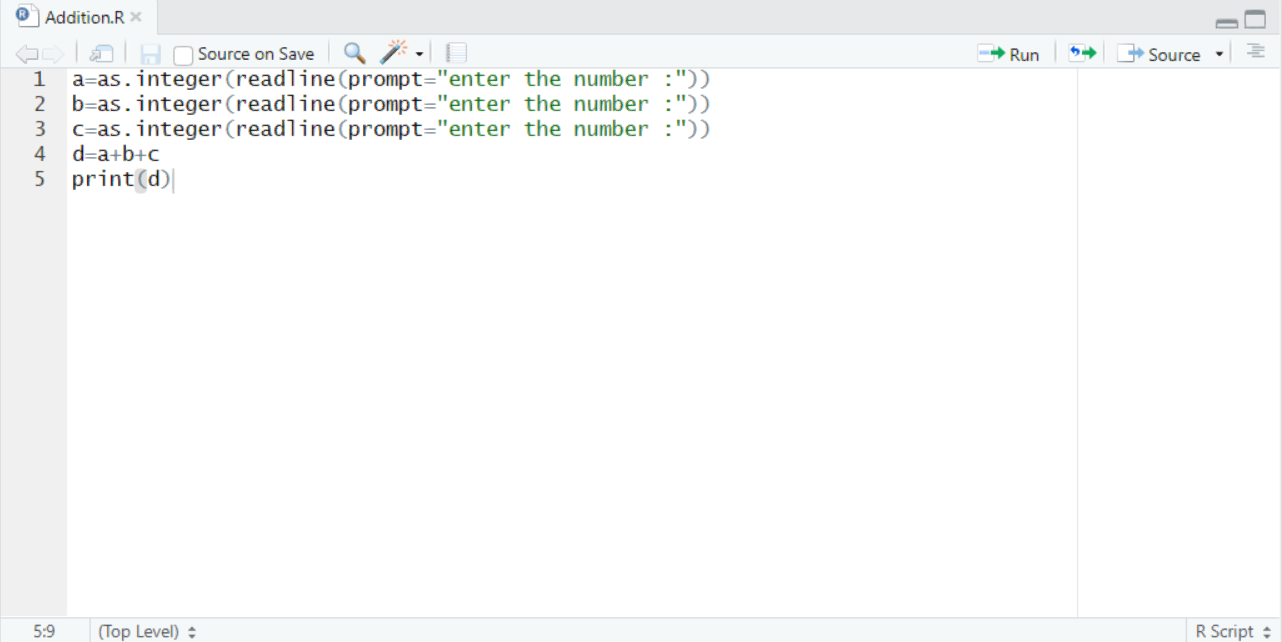 Addition.R
Source on Save
Run
Source
1 a=as.integer(readline(prompt="enter the number :"))
2 b=as.integer(readline(prompt="enter the number :"))
3 c=as.integer(readline(prompt="enter the number :"))
4 d=a+b+c
5 print(d)
5:9 (Top Level) R Script